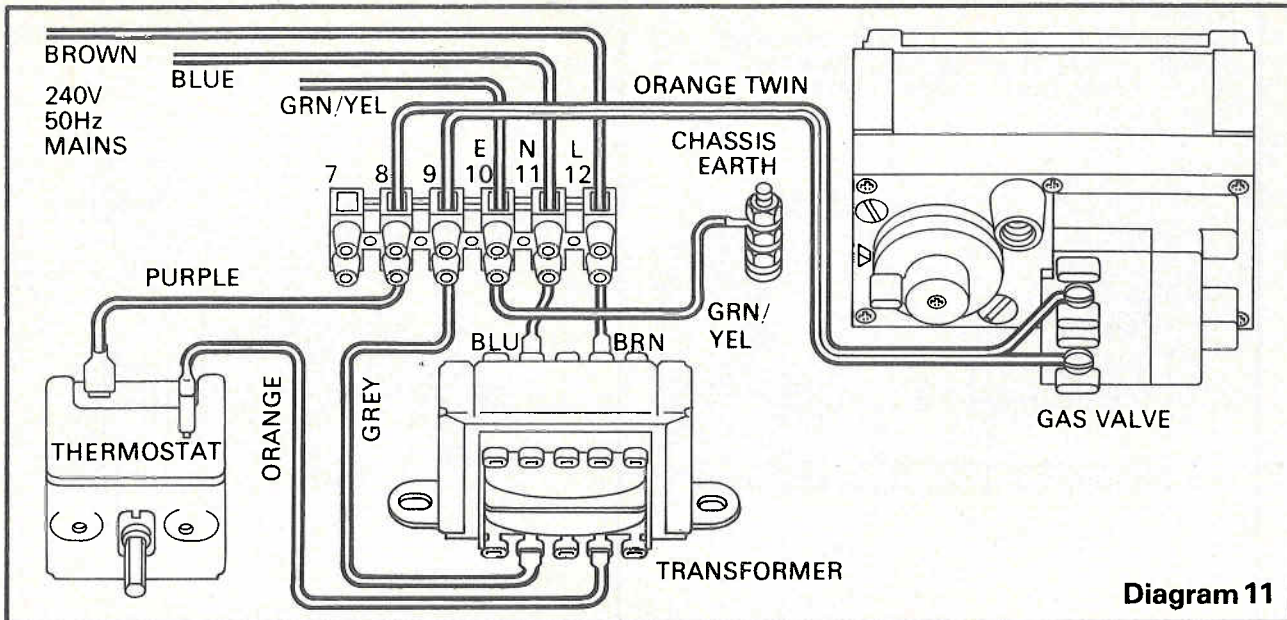 BROWN
BLUE
240V
50Hz
MAINS
GRN/YEL
ORANGE TWIN
CHASSIS
EARTH
E N L
7 8 9 10 11 12
PURPLE
GRN/
YEL
BLU
BRN
ORANGE
GREY
THERMOSTAT
GAS VALVE
TRANSFORMER
Diagram 11